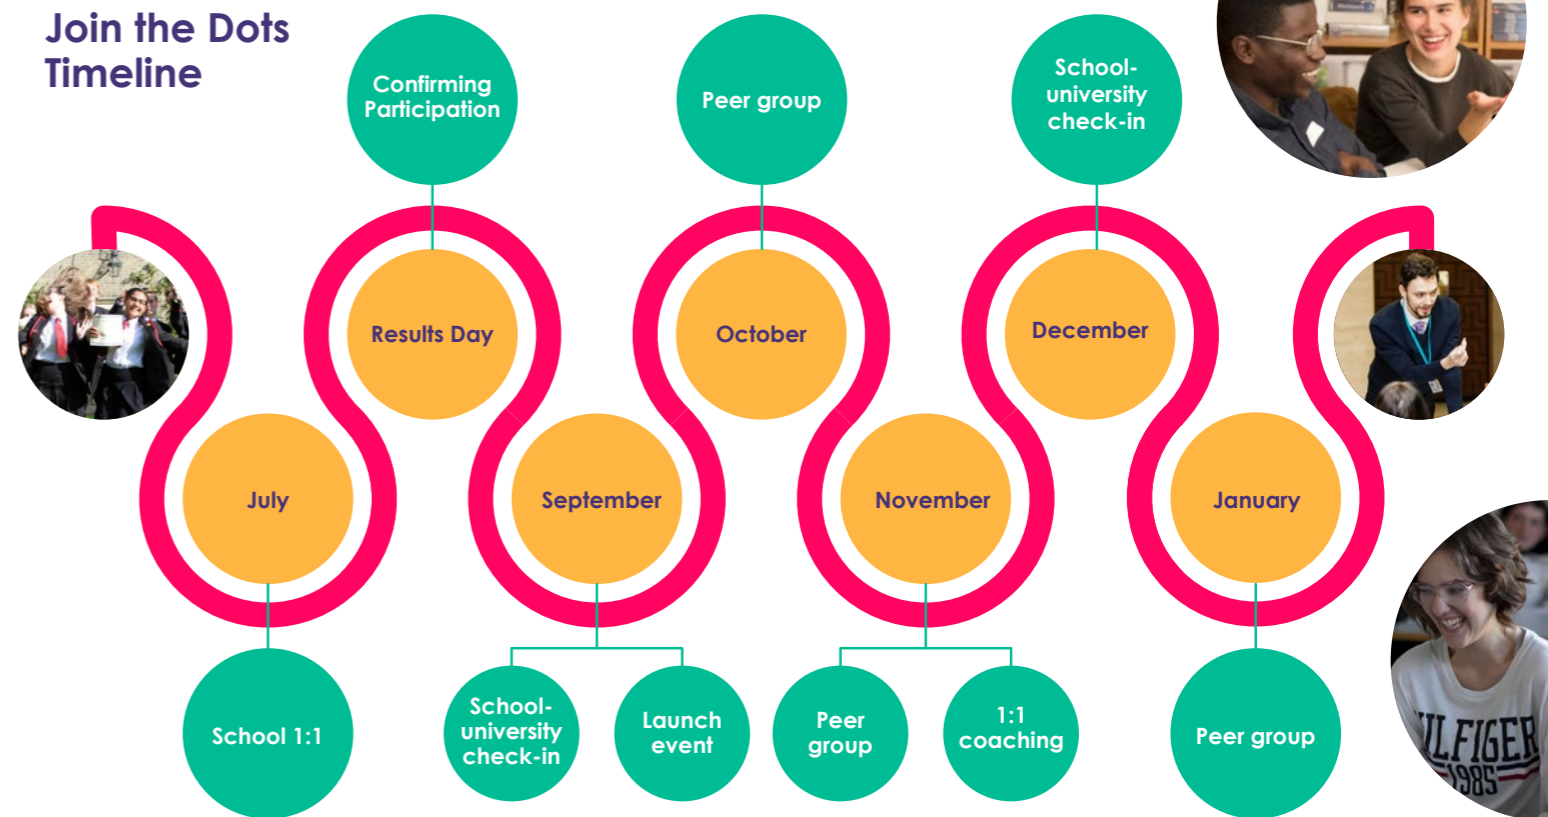 Join the Dots
Timeline
Confirming
Participation
Peer group
School-
university
check-in
Results Day
October
December
July
September
November
January
School 1:1
School-
university
check-in
Launch
event
Peer
group
1:1
coaching
Peer group
ILFIGER
1985